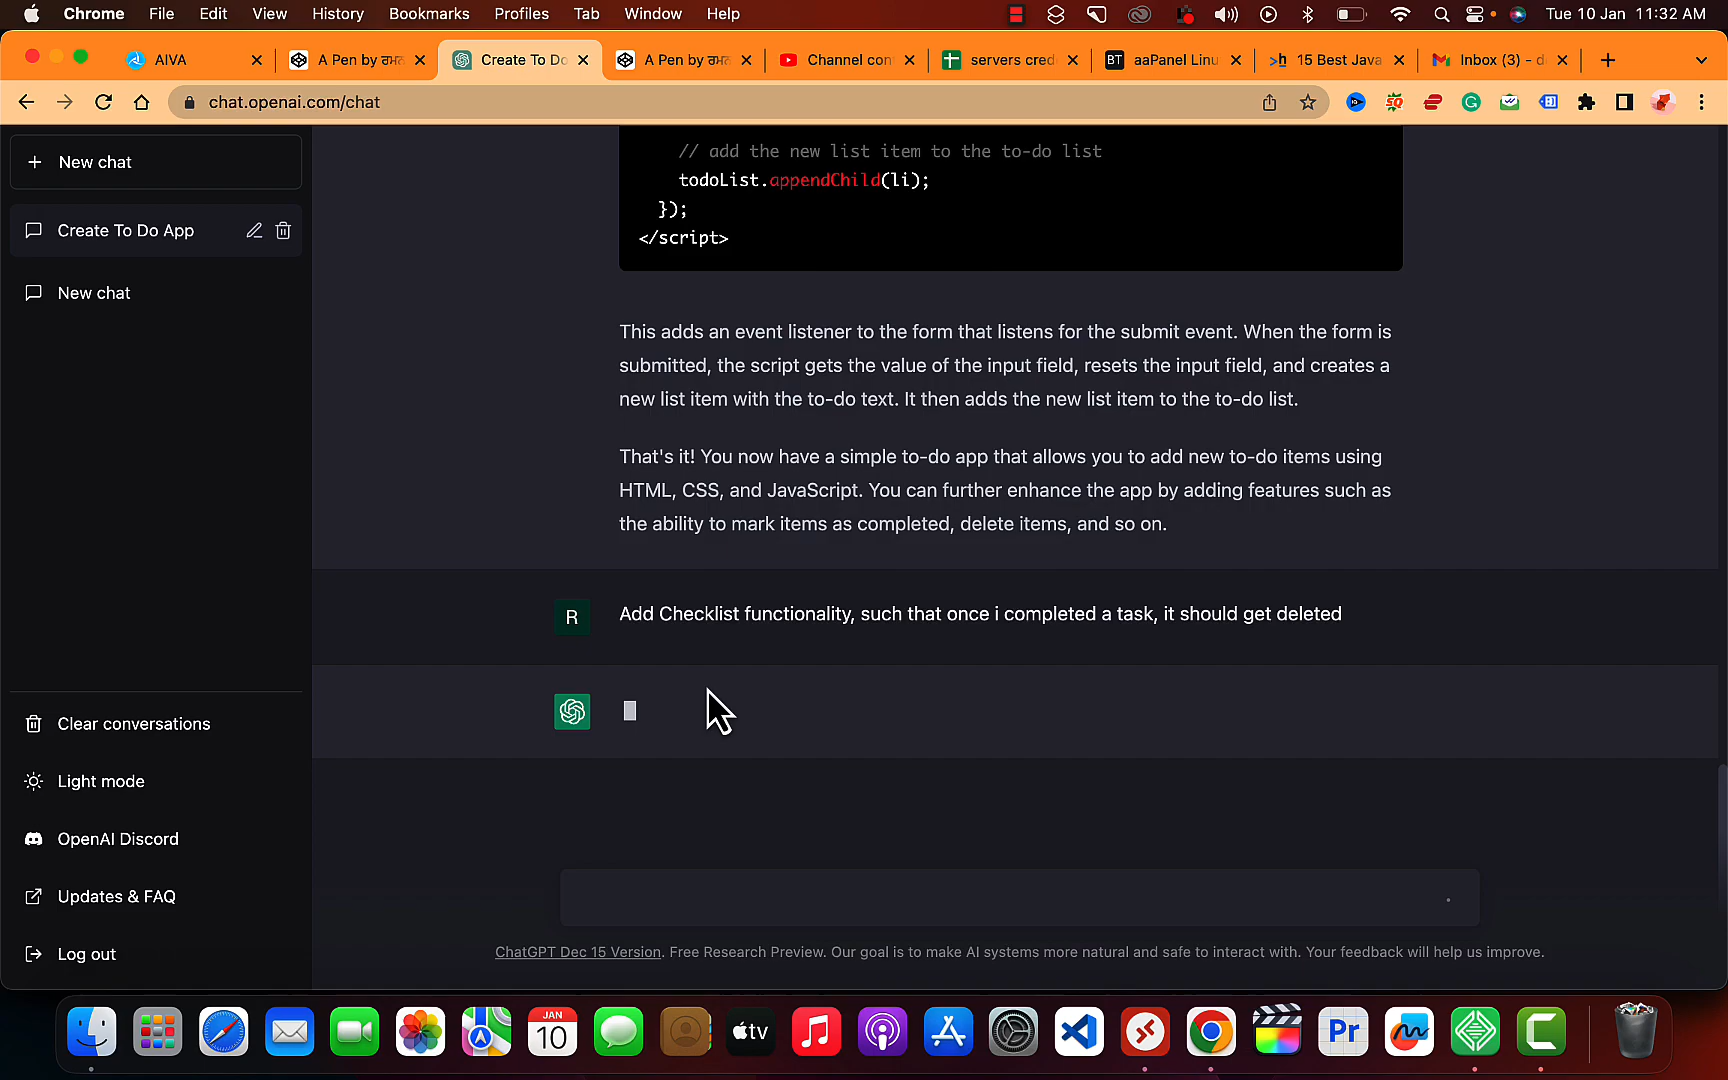 Chrome File Edit View History Bookmarks Profiles Tab Window Help Tue 10 Jan 11:32 AM
AIVA A Pen by ਰਮਨ Create To Do A Pen by ਰਮਨ Channel con servers cred BT aaPanel Linu >h 15 Best Java Inbox (3) - d
chat.openai.com/chat
New chat
Create To Do App
New chat
// add the new list item to the to-do list
todoList.appendChild(li);
});
</script>
This adds an event listener to the form that listens for the submit event. When the form is
submitted, the script gets the value of the input field, resets the input field, and creates a
new list item with the to-do text. It then adds the new list item to the to-do list.
That's it! You now have a simple to-do app that allows you to add new to-do items using
HTML, CSS, and JavaScript. You can further enhance the app by adding features such as
the ability to mark items as completed, delete items, and so on.
R Add Checklist functionality, such that once i completed a task, it should get deleted
Clear conversations
Light mode
OpenAI Discord
Updates & FAQ
Log out
ChatGPT Dec 15 Version. Free Research Preview. Our goal is to make AI systems more natural and safe to interact with. Your feedback will help us improve.
JAN
10
tv
Pr